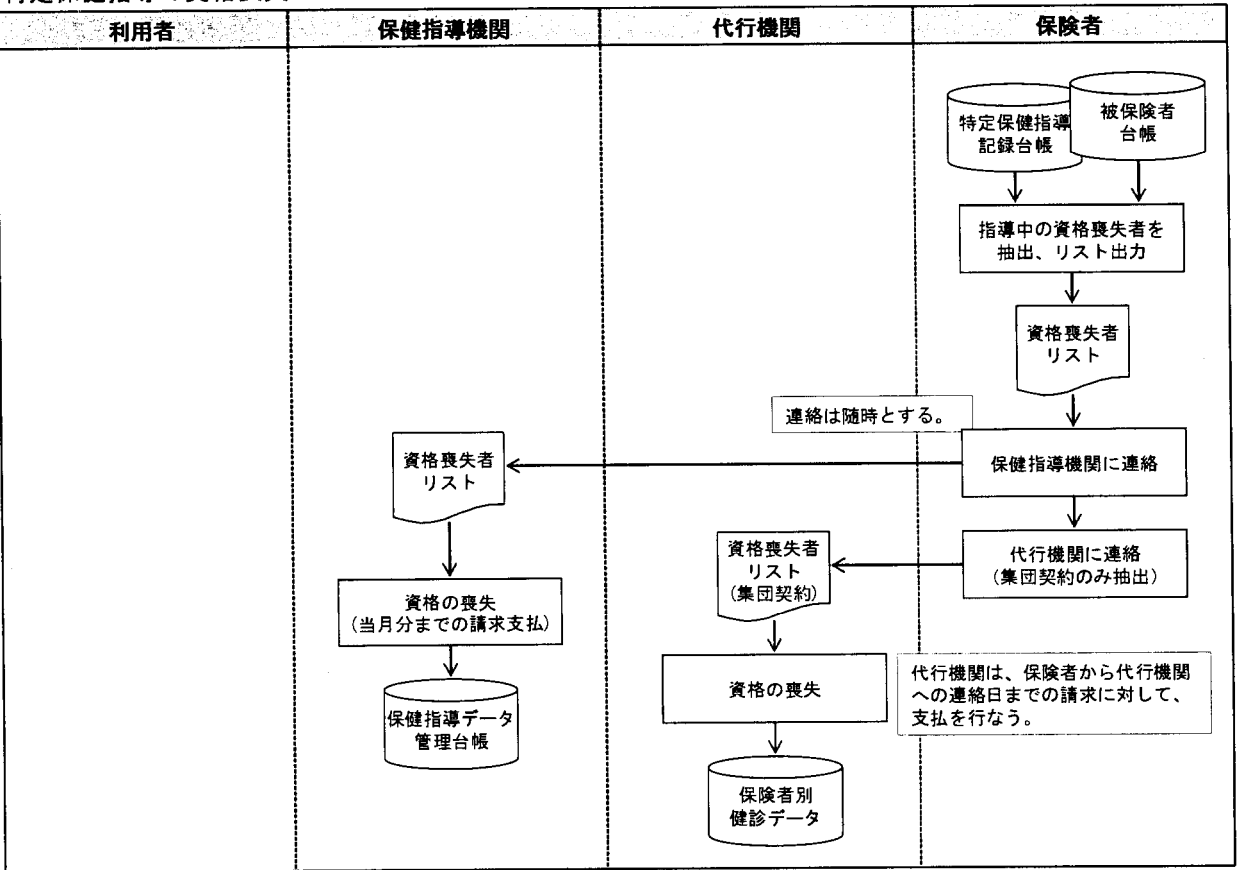 利用者
保健指導機関
代行機関
保険者
特定保健指導
記録台帳
被保険者
台帳
指導中の資格喪失者を
抽出、リスト出力
資格喪失者
リスト
連絡は随時とする。
保健指導機関に連絡
資格喪失者
リスト
代行機関に連絡
(集団契約のみ抽出)
資格喪失者
リスト
(集団契約)
資格の喪失
(当月分までの請求支払)
資格の喪失
代行機関は、保険者から代行機関
への連絡日までの請求に対して、
支払を行なう。
保健指導データ
管理台帳
保険者別
健診データ